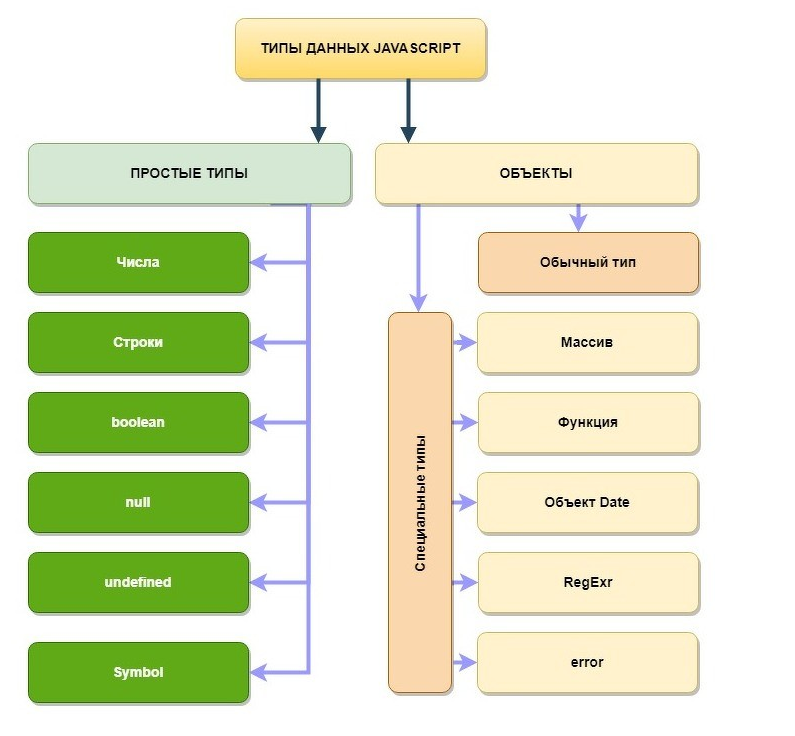 ТИПЫ ДАННЫХ JAVASCRIPT
ПРОСТЫЕ ТИПЫ
Числа
Строки
boolean
null
undefined
Symbol
ОБЪЕКТЫ
Обычный тип
Специальные типы
Массив
Функция
Объект Date
RegExr
error